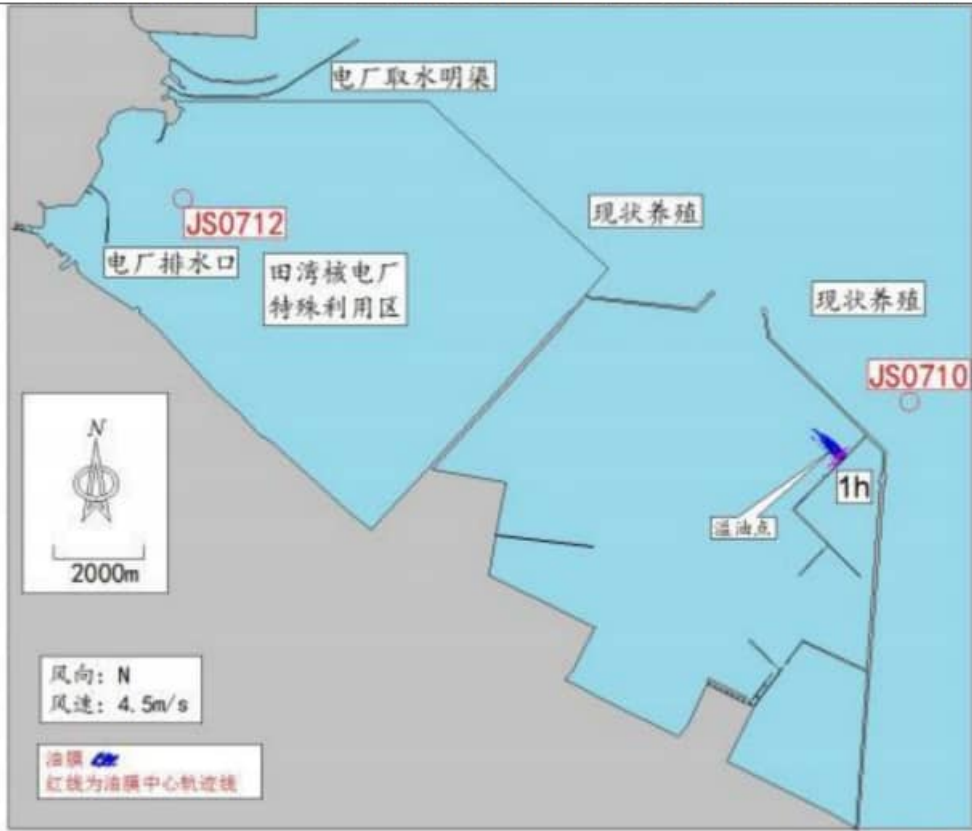 电厂取水明渠
JS0712
现状养殖
电厂排水口
田湾核电厂
特殊利用区
现状养殖
JS0710
N
1h
溢油点
2000m
风向: N
风速: 4.5m/s
油膜
红线为油膜中心轨迹线